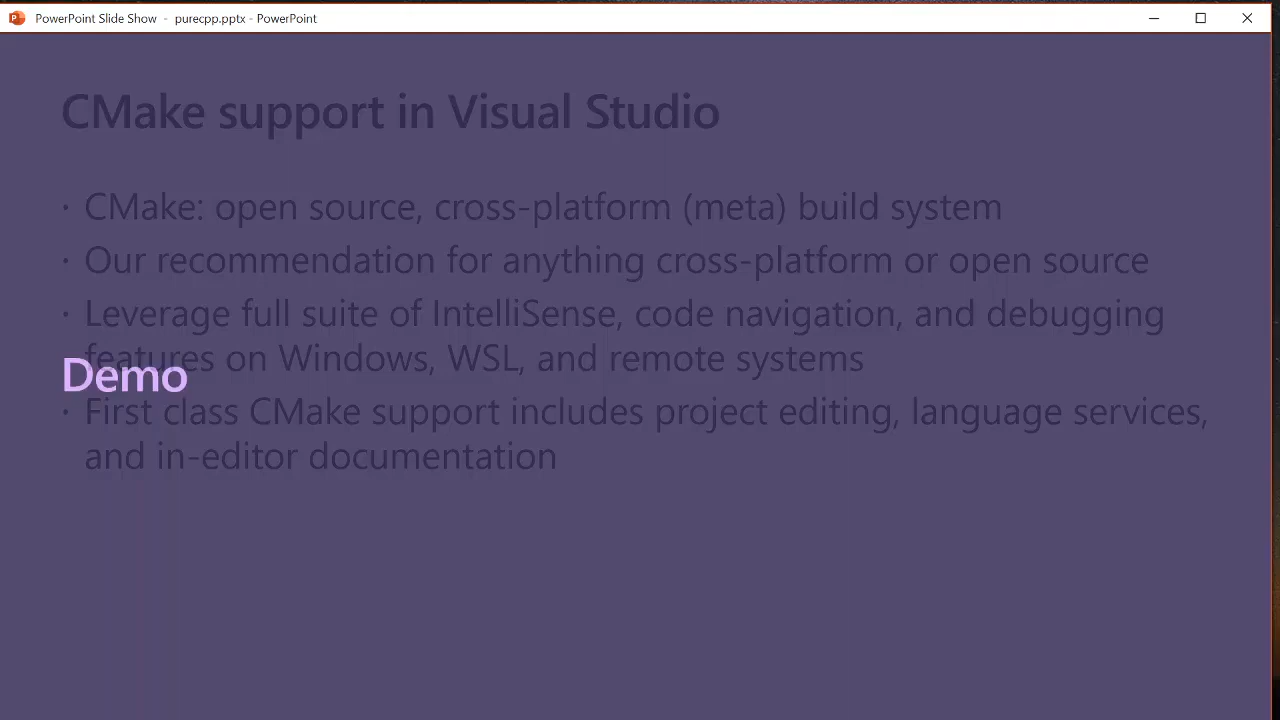 PowerPoint Slide Show - purecpp.pptx - PowerPoint
CMake support in Visual Studio
• CMake: open source, cross-platform (meta) build system
• Our recommendation for anything cross-platform or open source
• Leverage full suite of IntelliSense, code navigation, and debugging
features on Windows, WSL, and remote systems
Demo
• First class CMake support includes project editing, language services,
and in-editor documentation